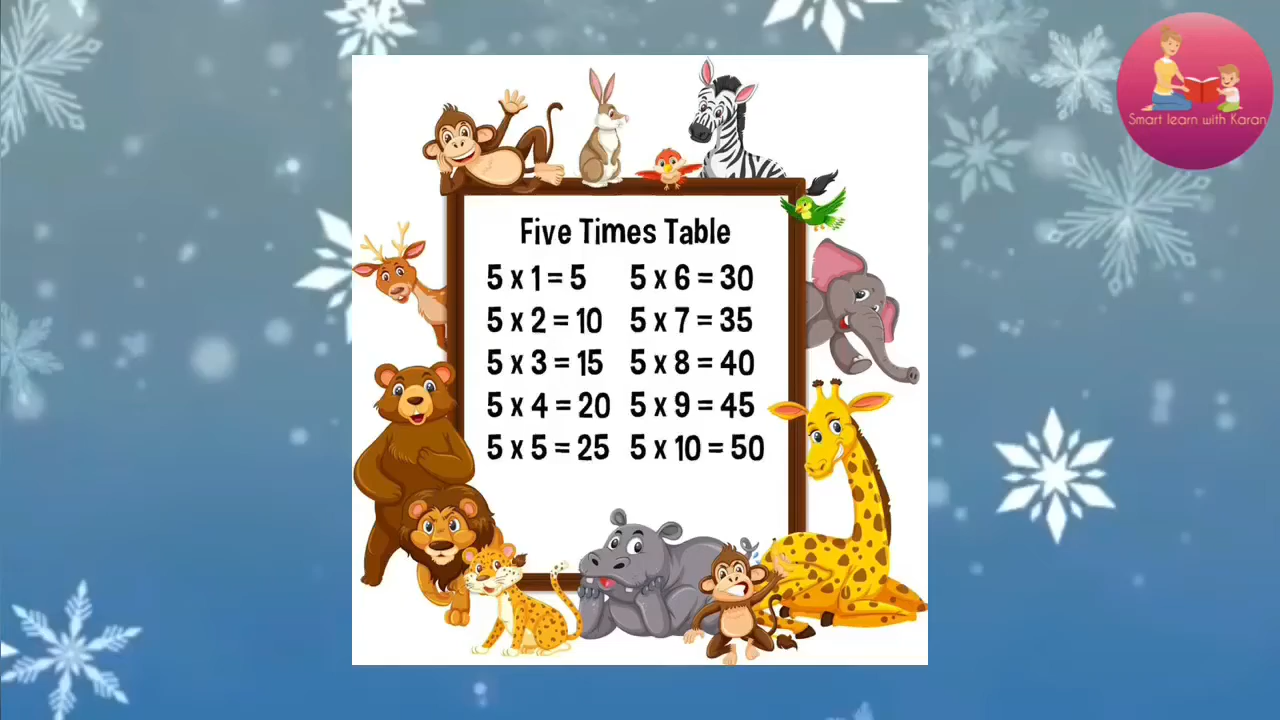 Smart learn with Karan
Five Times Table
5 x 1 = 5
5 x 2 = 10
5 x 3 = 15
5 x 4 = 20
5 x 5 = 25
5 x 6 = 30
5 x 7 = 35
5 x 8 = 40
5 x 9 = 45
5 x 10 = 50